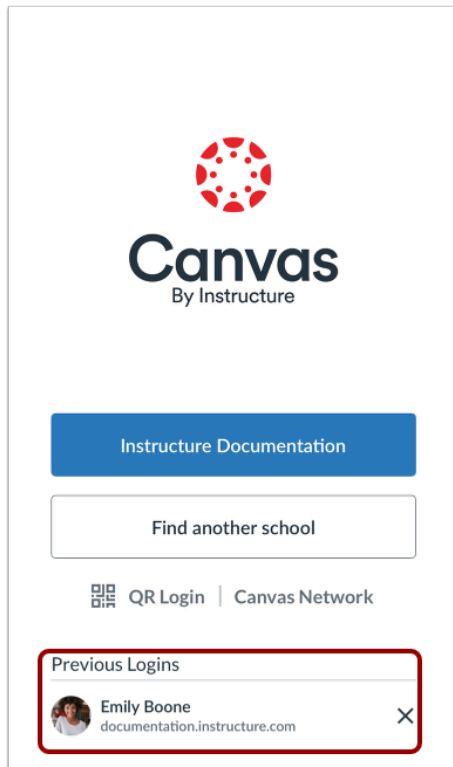 Canvas
By Instructure
Instructure Documentation
Find another school
QR Login | Canvas Network
Previous Logins
Emily Boone
documentation.instructure.com